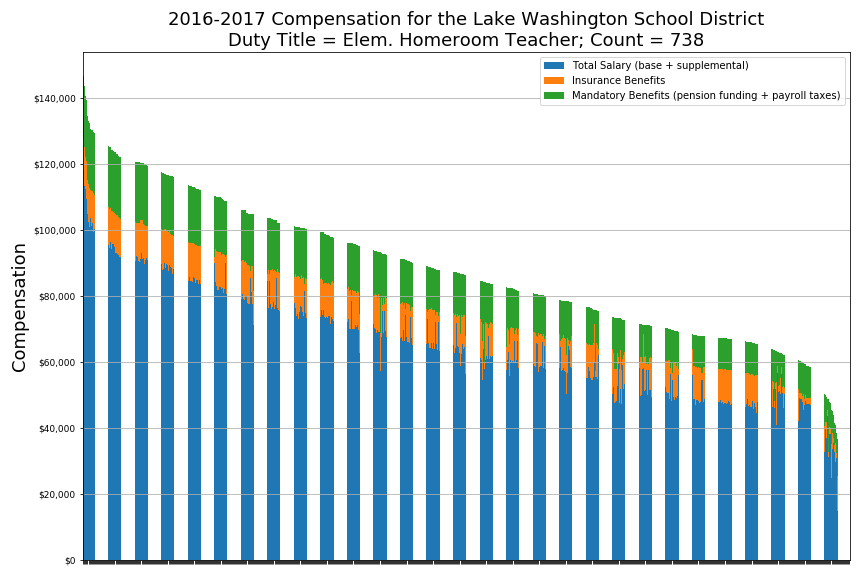 2016-2017 Compensation for the Lake Washington School District
Duty Title = Elem. Homeroom Teacher; Count = 738
Total Salary (base + supplemental)
Insurance Benefits
Mandatory Benefits (pension funding + payroll taxes)
$140,000
$120,000
$100,000
$80,000
$60,000
$40,000
$20,000
$0
Compensation